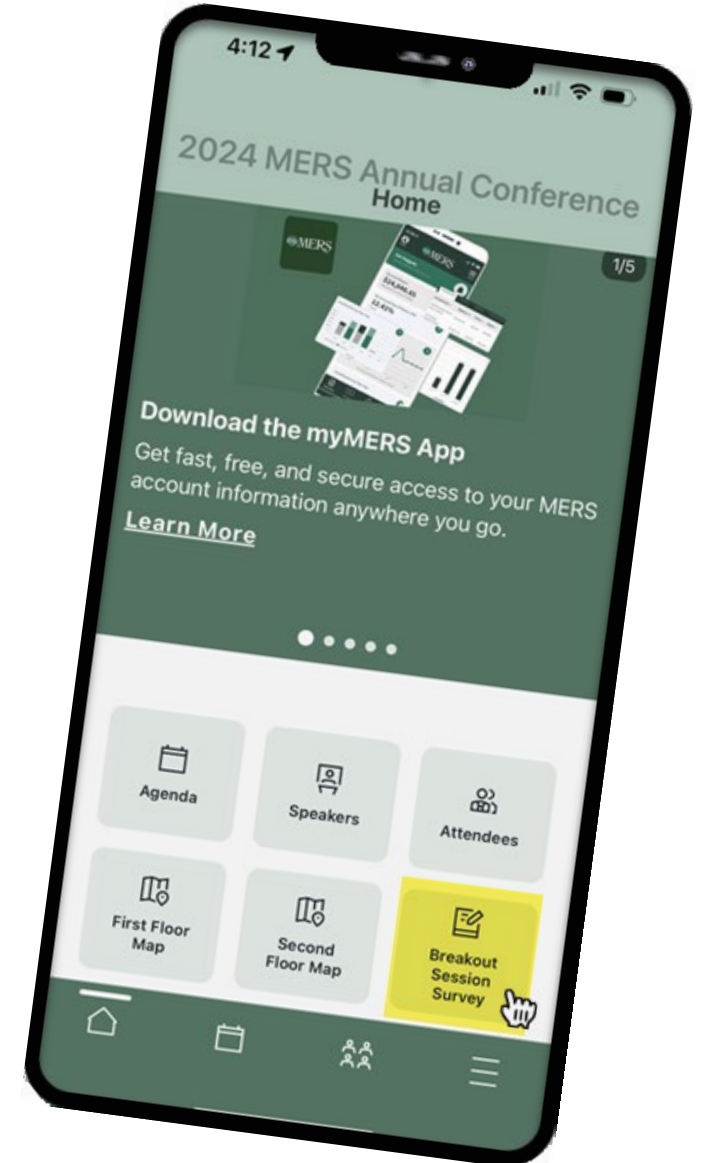 4:12
2024 MERS Annual Conference
Home
MERS
MERS
1/5
Download the myMERS App
Get fast, free, and secure access to your MERS
account information anywhere you go.
Learn More
Agenda
Speakers
Attendees
First Floor
Map
Second
Floor Map
Breakout
Session
Survey